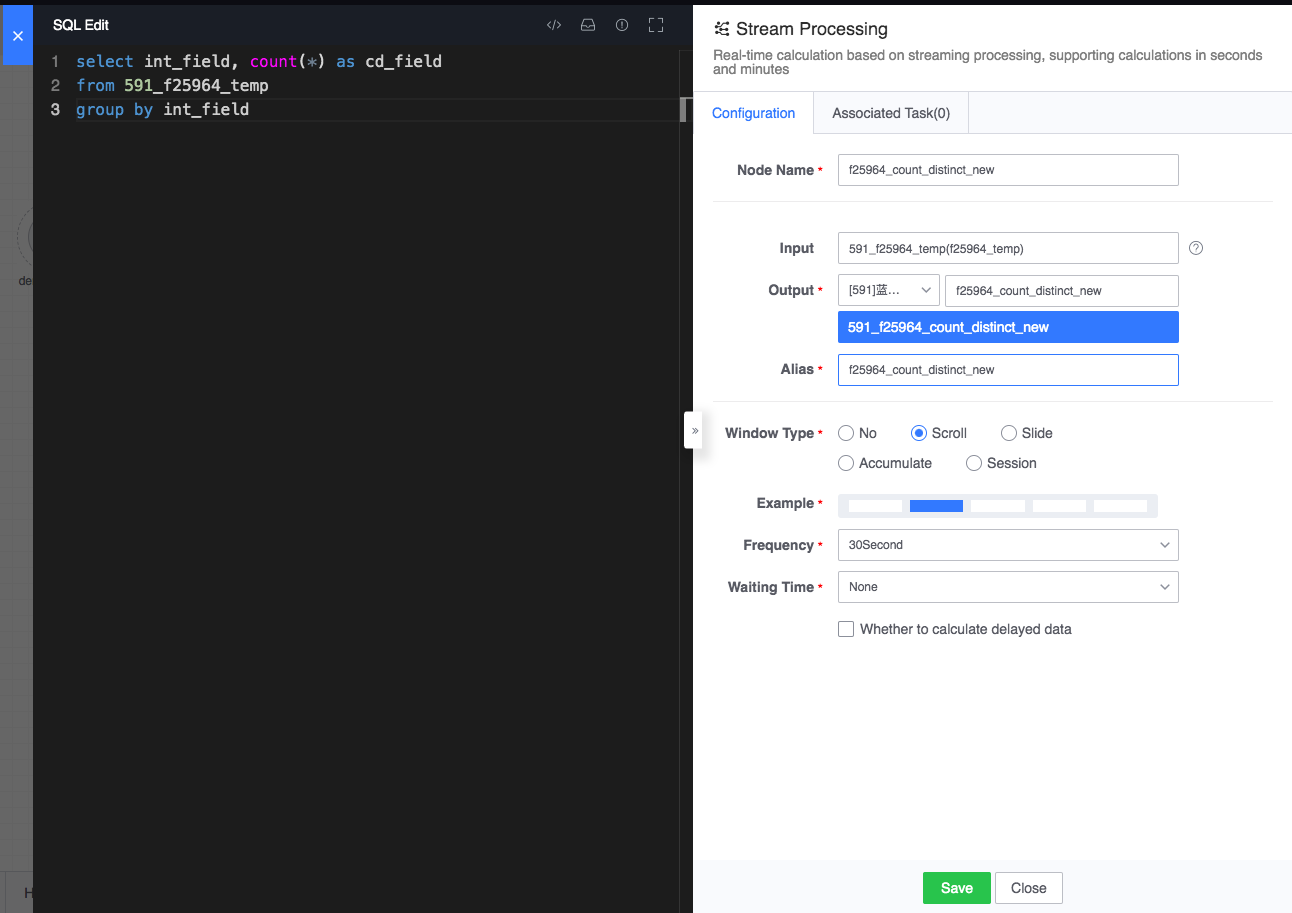 SQL Edit
1 select int_field, count(*) as cd_field
2 from 591_f25964_temp
3 group by int_field
Stream Processing
Real-time calculation based on streaming processing, supporting calculations in seconds
and minutes
Configuration
Associated Task(0)
Node Name *
f25964_count_distinct_new
Input
591_f25964_temp(f25964_temp)
Output *
[591]蓝...
f25964_count_distinct_new
591_f25964_count_distinct_new
Alias *
f25964_count_distinct_new
Window Type *
No
Scroll
Slide
Accumulate
Session
Example *
Frequency *
30Second
Waiting Time *
None
Whether to calculate delayed data
Save
Close